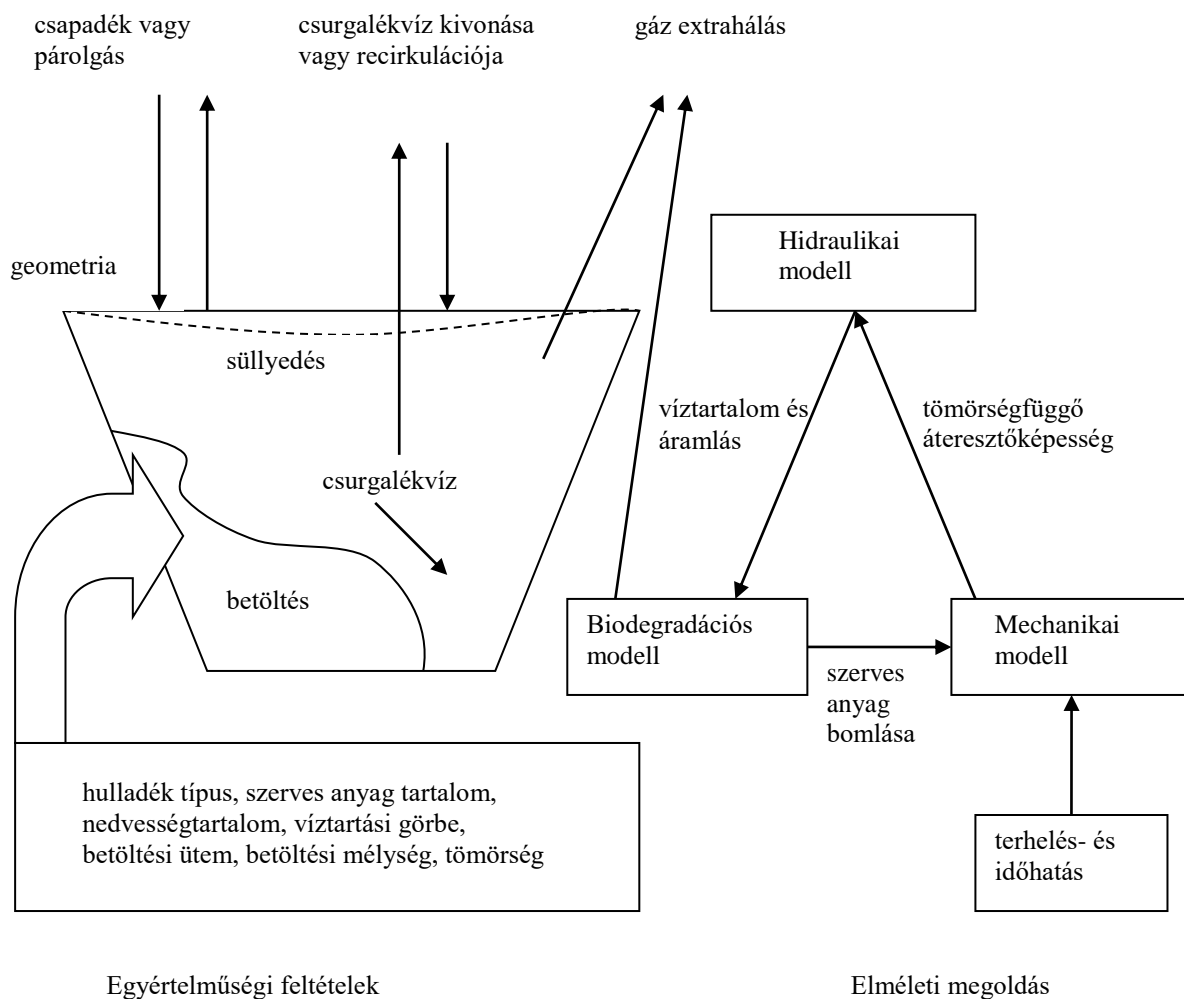 csapadék vagy
párolgás
csurgalékvíz kivonása
vagy recirkulációja
gáz extrahálás
geometria
Hidraulikai
modell
süllyedés
víztartalom és
áramlás
tömörségfüggő
áteresztőképesség
csurgalékvíz
betöltés
Biodegradációs
modell
Mechanikai
modell
szerves
anyag
bomlása
hulladék típus, szerves anyag tartalom,
nedvességtartalom, víztartási görbe,
betöltési ütem, betöltési mélység, tömörség
terhelés- és
időhatás
Egyértelműségi feltételek
Elméleti megoldás